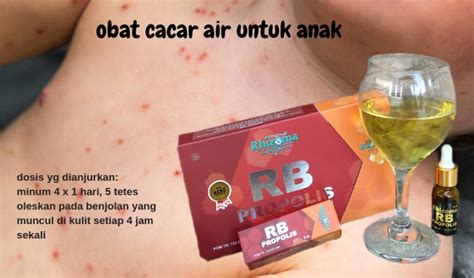 obat cacar air untuk anak
Rhizoma
RB
PROPOLIS
RB
PROPOLIS
dosis yg dianjurkan:
minum 4 x 1 hari, 5 tetes
oleskan pada benjolan yang
muncul di kulit setiap 4 jam
sekali